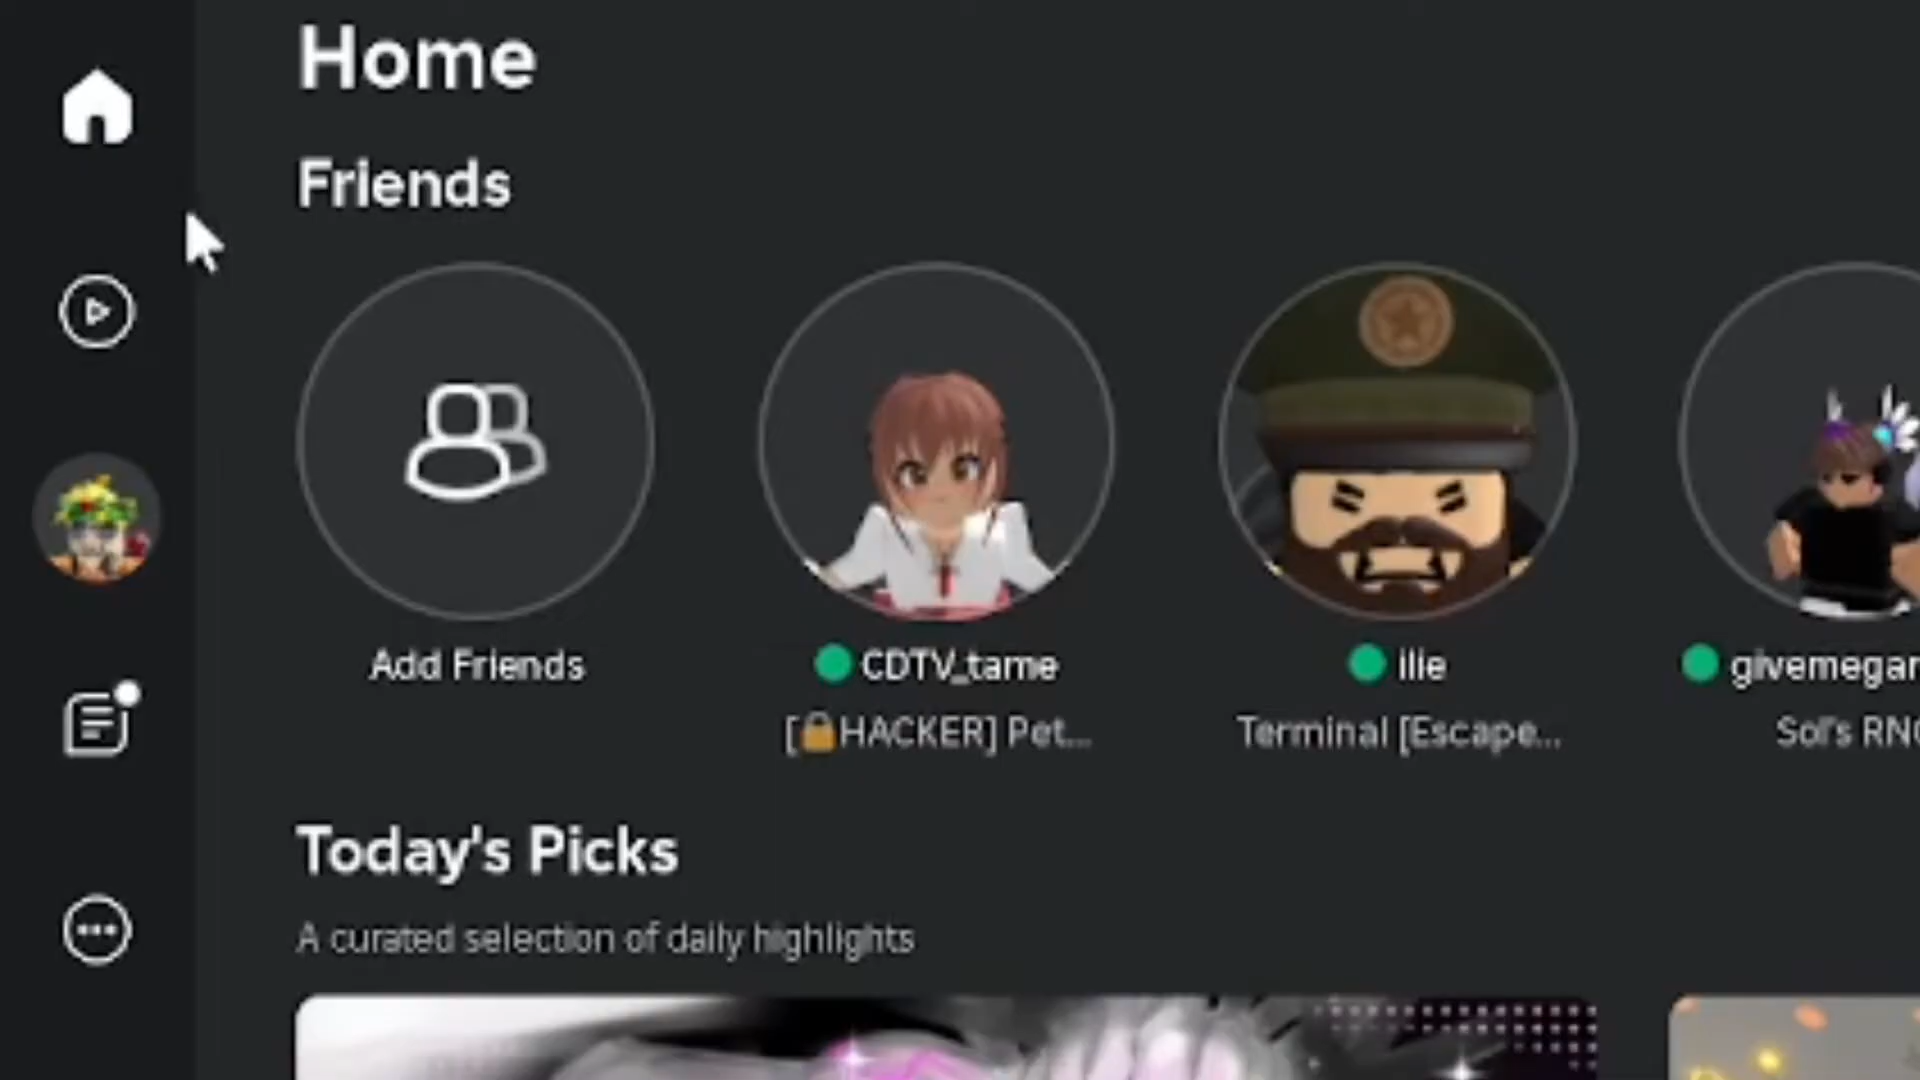 Home
Friends
Add Friends
CDTV_tame
ilie
givemegar
[🔒HACKER] Pet...
Terminal [Escape...
Sol's RNG
Today's Picks
A curated selection of daily highlights